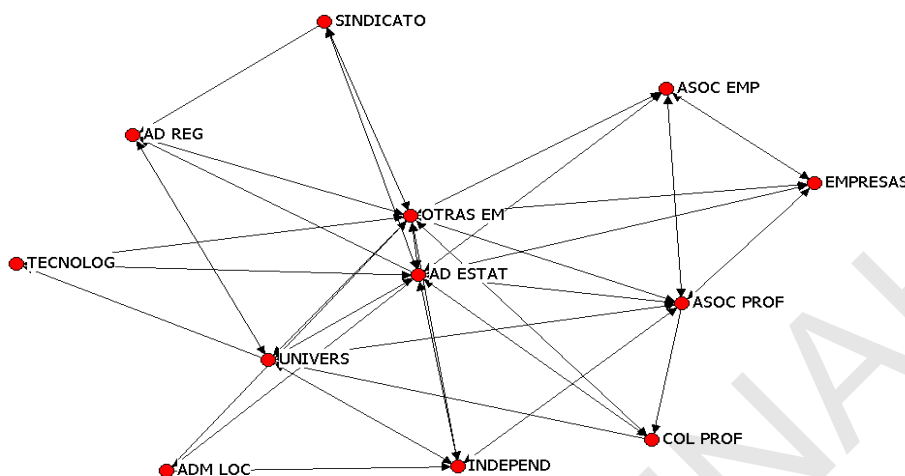 SINDICATO
ASOC EMP
AD REG
EMPRESAS
OTRAS EM
TECNOLOG
AD ESTAT
ASOC PROF
UNIVERS
COL PROF
ADM LOC
INDEPEND